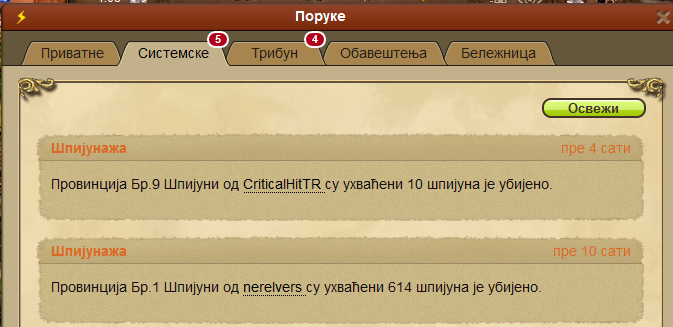 Поруке
5
4
Приватне Системске Трибун Обавештења Бележница
Освежи
Шпијунажа пре 4 сати
Провинција Бр.9 Шпијуни од CriticalHitTR су ухваћени 10 шпијуна је убијено.
Шпијунажа пре 10 сати
Провинција Бр.1 Шпијуни од nerelvers су ухваћени 614 шпијуна је убијено.